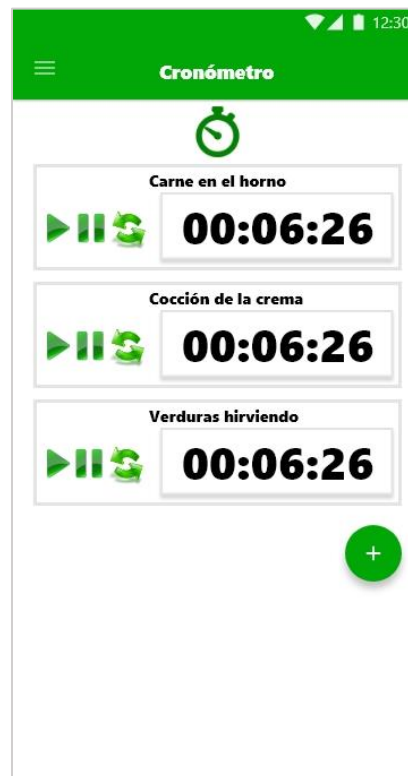 12:30
Cronómetro
Carne en el horno
00:06:26
Cocción de la crema
00:06:26
Verduras hirviendo
00:06:26
+